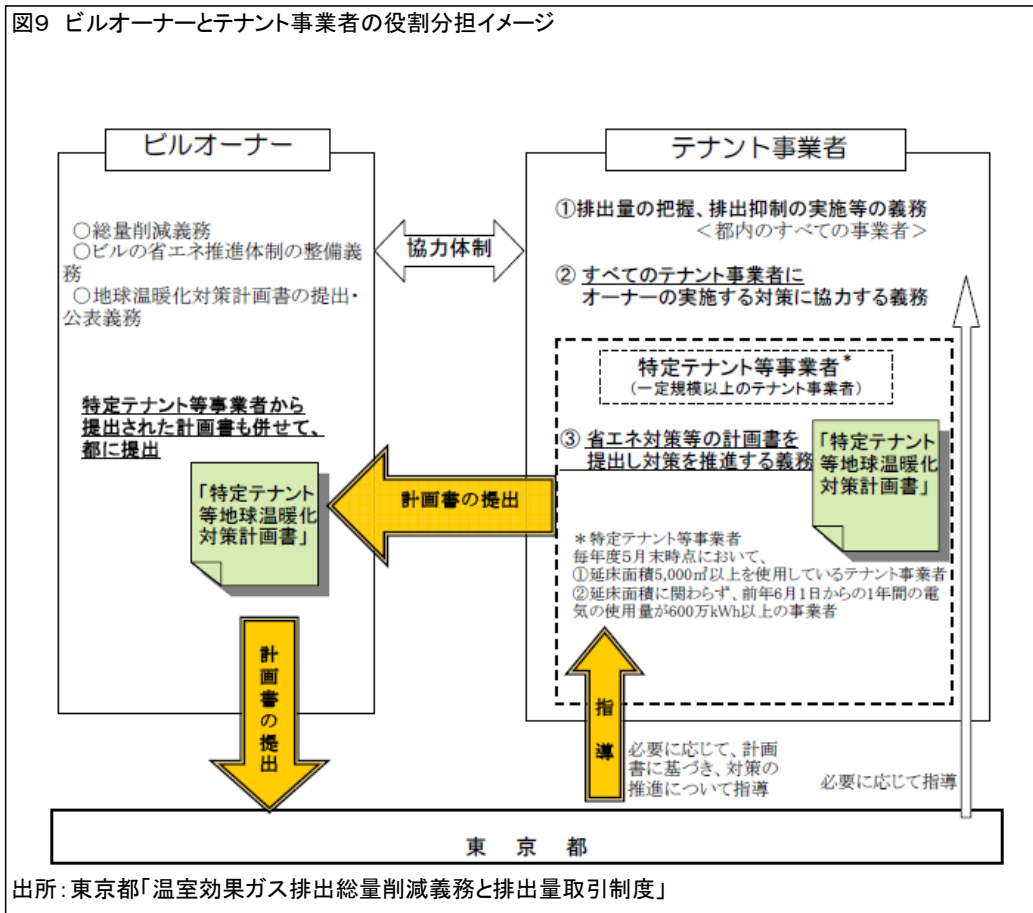 図9 ビルオーナーとテナント事業者の役割分担イメージ
ビルオーナー
○総量削減義務
○ビルの省エネ推進体制の整備義
務
○地球温暖化対策計画書の提出・
公表義務
特定テナント等事業者から
提出された計画書も併せて、
都に提出
「特定テナント
等地球温暖化
対策計画書」
計画書の提出
協力体制
計画書の提出
テナント事業者
①排出量の把握、排出抑制の実施等の義務
＜都内のすべての事業者＞
② すべてのテナント事業者に
オーナーの実施する対策に協力する義務
特定テナント等事業者*
(一定規模以上のテナント事業者)
③ 省エネ対策等の計画書を
提出し対策を推進する義務
「特定テナント
等地球温暖化
対策計画書」
＊特定テナント等事業者
毎年度5月末時点において、
①延床面積5,000㎡以上を使用しているテナント事業者
②延床面積に関わらず、前年6月1日からの1年間の電
気の使用量が600万kWh以上の事業者
指導
必要に応じて、計画
書に基づき、対策の
推進について指導
必要に応じて指導
東京都
出所：東京都「温室効果ガス排出総量削減義務と排出量取引制度」